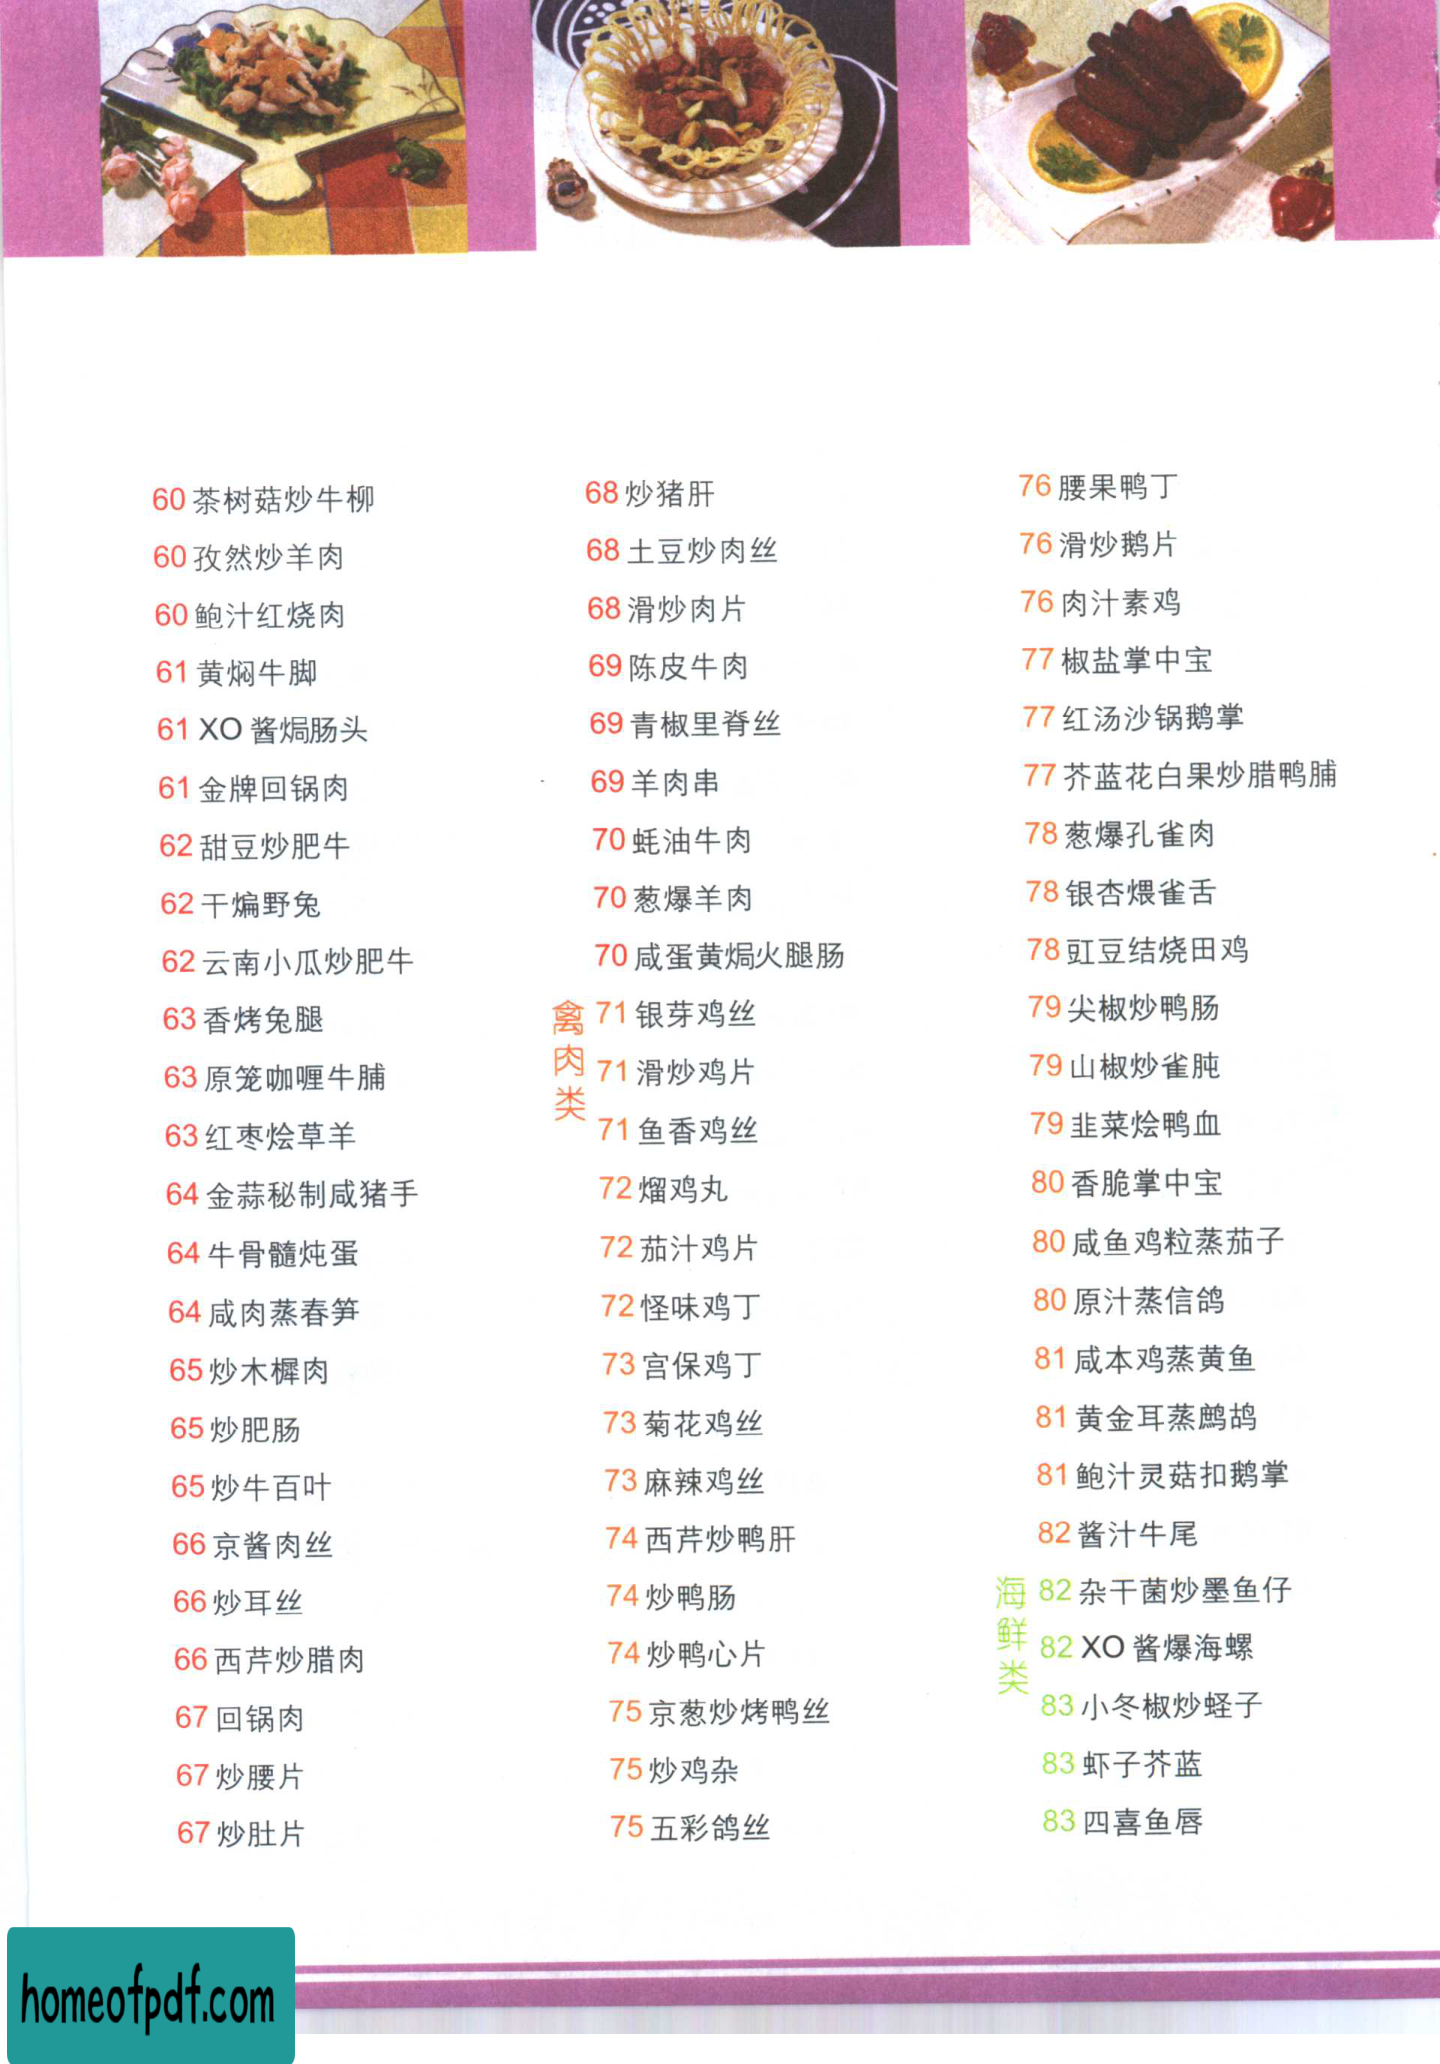 60 茶树菇炒牛柳
60 孜然炒羊肉
60 鲍汁红烧肉
61 黄焖牛脚
61 XO 酱焗肠头
61 金牌回锅肉
62 甜豆炒肥牛
62 干煸野兔
62 云南小瓜炒肥牛
63 香烤兔腿
63 原笼咖喱牛脯
63 红枣烩草羊
64 金蒜秘制咸猪手
64 牛骨髓炖蛋
64 咸肉蒸春笋
65 炒木樨肉
65 炒肥肠
65 炒牛百叶
66 京酱肉丝
66 炒耳丝
66 西芹炒腊肉
67 回锅肉
67 炒腰片
67 炒肚片
68 炒猪肝
68 土豆炒肉丝
68 滑炒肉片
69 陈皮牛肉
69 青椒里脊丝
69 羊肉串
70 蚝油牛肉
70 葱爆羊肉
70 咸蛋黄焗火腿肠
禽肉类
71 银芽鸡丝
71 滑炒鸡片
71 鱼香鸡丝
72 熘鸡丸
72 茄汁鸡片
72 怪味鸡丁
73 宫保鸡丁
73 菊花鸡丝
73 麻辣鸡丝
74 西芹炒鸭肝
74 炒鸭肠
74 炒鸭心片
75 京葱炒烤鸭丝
75 炒鸡杂
75 五彩鸽丝
76 腰果鸭丁
76 滑炒鹅片
76 肉汁素鸡
77 椒盐掌中宝
77 红汤沙锅鹅掌
77 芥蓝花白果炒腊鸭脯
78 葱爆孔雀肉
78 银杏煨雀舌
78 豇豆结烧田鸡
79 尖椒炒鸭肠
79 山椒炒雀肫
79 韭菜烩鸭血
80 香脆掌中宝
80 咸鱼鸡粒蒸茄子
80 原汁蒸信鸽
81 咸本鸡蒸黄鱼
81 黄金耳蒸鹧鸪
81 鲍汁灵菇扣鹅掌
82 酱汁牛尾
海鲜类
82 杂干菌炒墨鱼仔
82 XO 酱爆海螺
83 小冬椒炒蛏子
83 虾子芥蓝
83 四喜鱼唇
homeofpdf.com